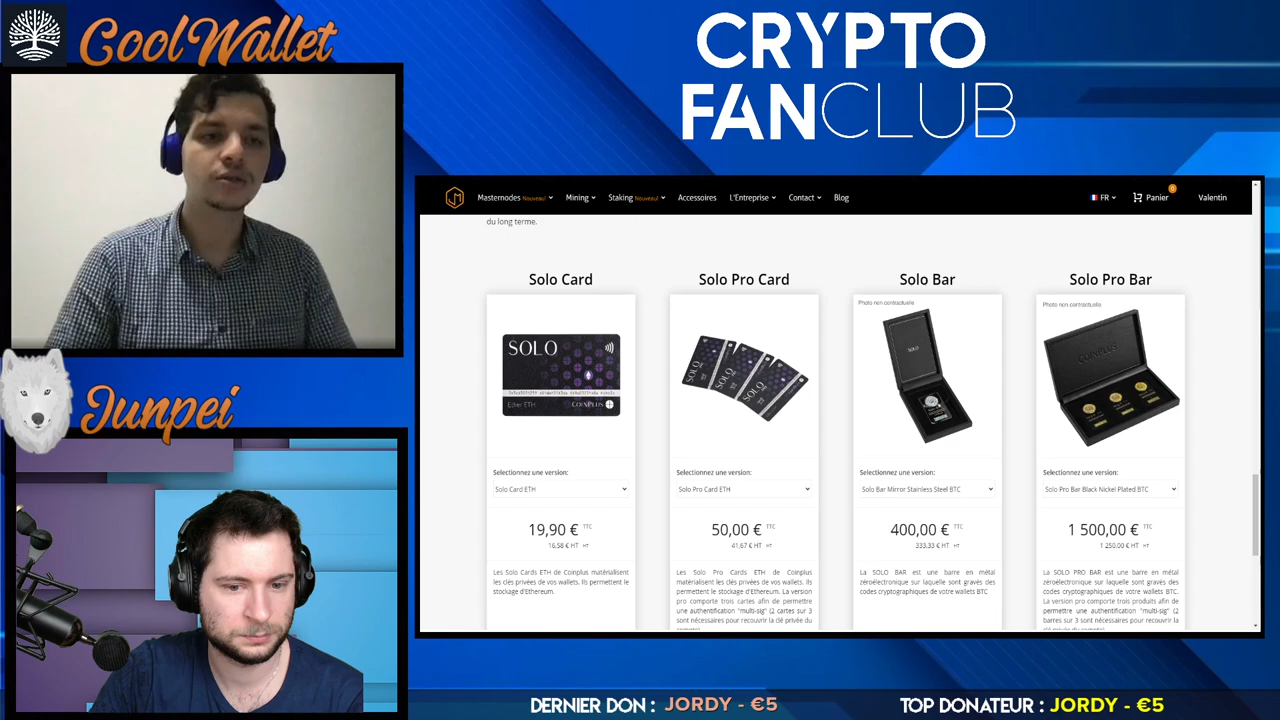 CoolWallet
CRYPTO
FANCLUB
Junpei
Masternodes Nouveau! Mining Staking Nouveau! Accessoires L'Entreprise Contact Blog FR Panier 0 Valentin
du long terme.
Solo Card
SOLO
Ether ETH COINPLUS
Selectionnez une version:
Solo Card ETH
19,90 € TTC
16,58 € HT HT
Les Solo Cards ETH de Coinplus matérialisent
les clés privées de vos wallets. Ils permettent le
stockage d'Ethereum.
Solo Pro Card
SOLO
SOLO
SOLO
Selectionnez une version:
Solo Pro Card ETH
50,00 € TTC
41,67 € HT HT
Les Solo Pro Cards ETH de Coinplus
matérialisent les clés privées de vos wallets. Ils
permettent le stockage d'Ethereum. La version
pro comporte trois cartes afin de permettre
une authentification "multi-sig" (2 cartes sur 3
sont nécessaires pour recouvrir la clé privée du
Solo Bar
Photo non contractuelle
SOLO
Selectionnez une version:
Solo Bar Mirror Stainless Steel BTC
400,00 € TTC
333,33 € HT HT
La SOLO BAR est une barre en métal
zéroélectronique sur laquelle sont gravés des
codes cryptographiques de votre wallets BTC
Solo Pro Bar
Photo non contractuelle
COINPLUS
Selectionnez une version:
Solo Pro Bar Black Nickel Plated BTC
1 500,00 € TTC
1 250,00 € HT HT
La SOLO PRO BAR est une barre en métal
zéroélectronique sur laquelle sont gravés des
codes cryptographiques de votre wallets BTC.
La version pro comporte trois produits afin de
permettre une authentification "multi-sig" (2
barres sur 3 sont nécessaires pour recouvrir la
DERNIER DON : JORDY - €5
TOP DONATEUR : JORDY - €5